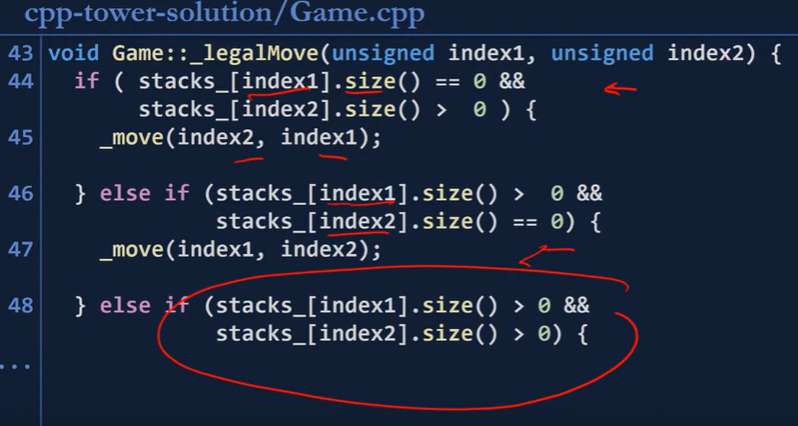 cpp-tower-solution/Game.cpp
43 void Game::_legalMove(unsigned index1, unsigned index2) {
44 if ( stacks_[index1].size() == 0 &&
stacks_[index2].size() > 0 ) {
45 _move(index2, index1);
46 } else if (stacks_[index1].size() > 0 &&
stacks_[index2].size() == 0) {
47 _move(index1, index2);
48 } else if (stacks_[index1].size() > 0 &&
stacks_[index2].size() > 0) {
...